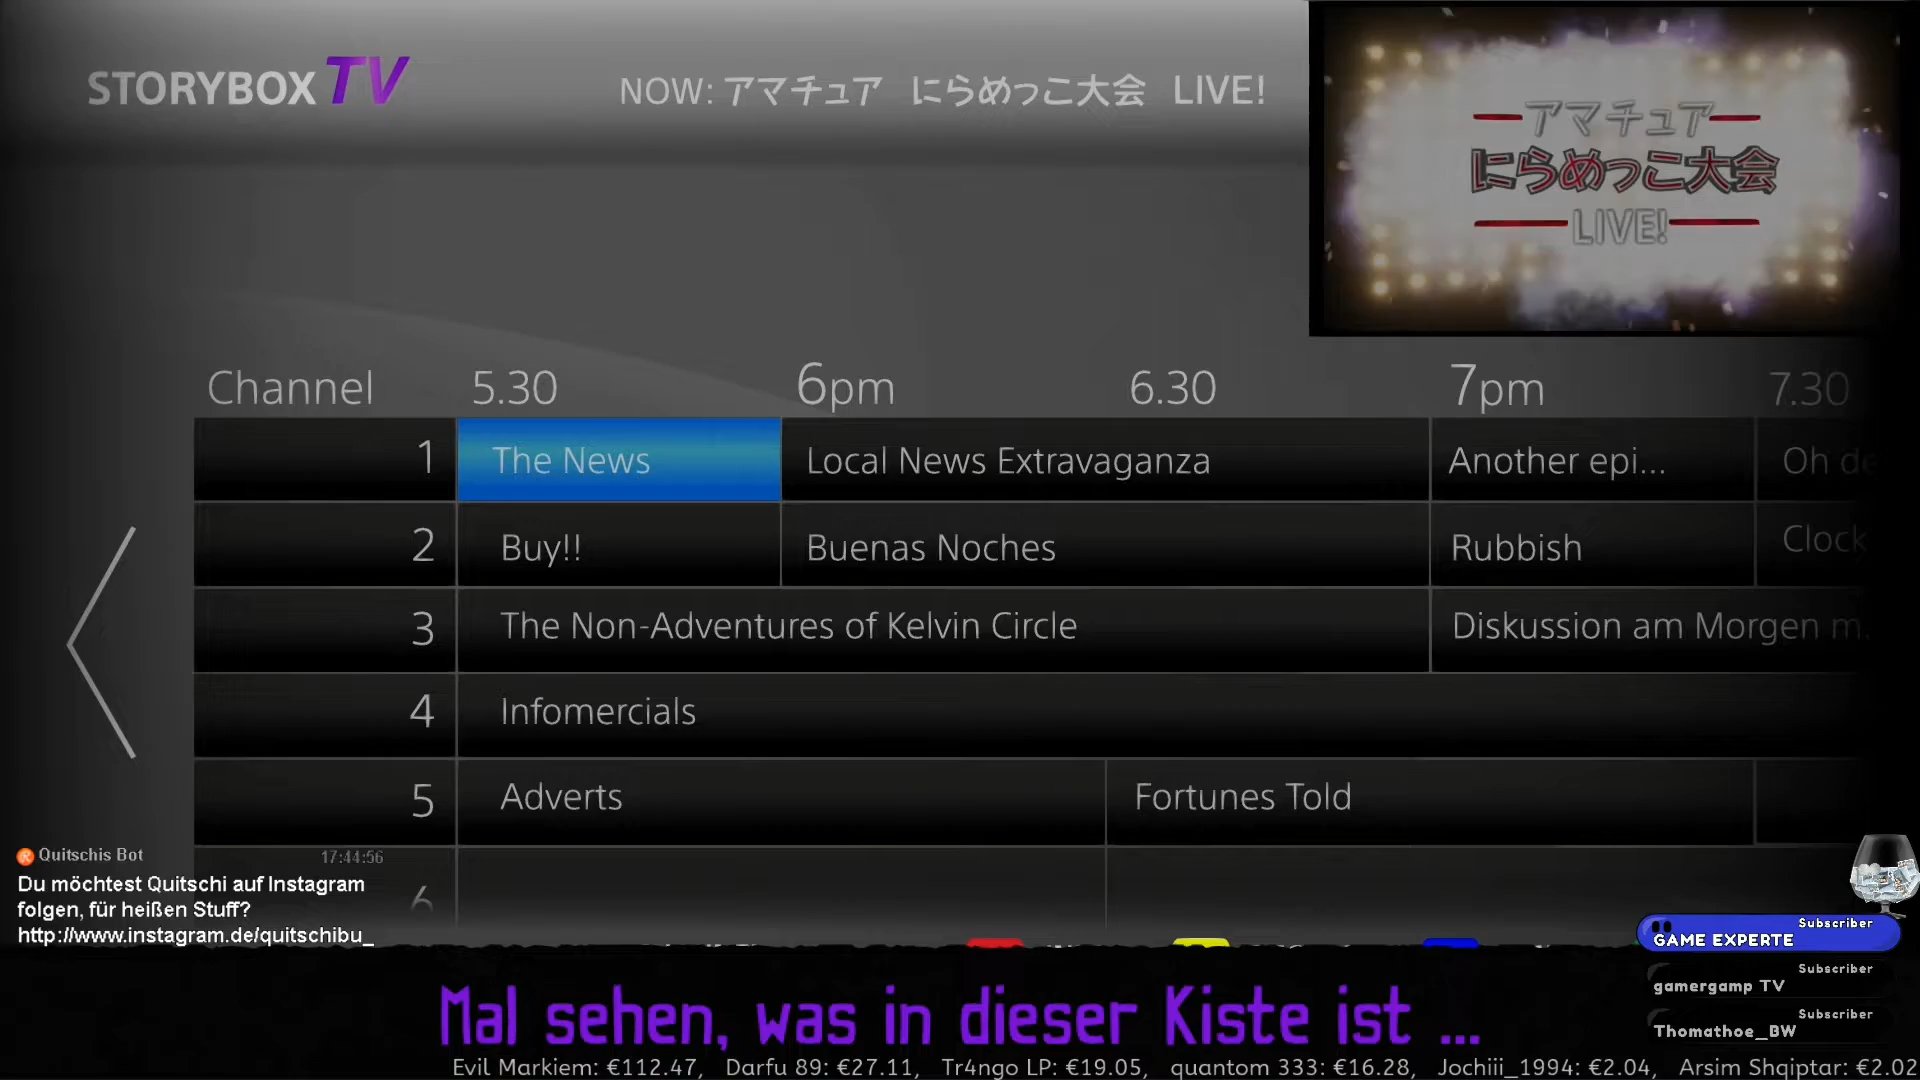 STORYBOX TV
NOW: アマチュア にらめっこ大会 LIVE!
アマチュア
にらめっこ大会
LIVE!
Channel 5.30 6pm 6.30 7pm 7.30
1 The News Local News Extravaganza Another epi... Oh de
2 Buy!! Buenas Noches Rubbish Clock
3 The Non-Adventures of Kelvin Circle Diskussion am Morgen m.
4 Infomercials
5 Adverts Fortunes Told
6
Quitschis Bot 17:44:56
Du möchtest Quitschi auf Instagram
folgen, für heißen Stuff?
http://www.instagram.de/quitschibu_
Subscriber
GAME EXPERTE
Subscriber
gamergamp TV
Subscriber
Thomathoe_BW
Mal sehen, was in dieser Kiste ist ...
Evil Markiem: €112.47, Darfu 89: €27.11, Tr4ngo LP: €19.05, quantom 333: €16.28, Jochiii_1994: €2.04, Arsim Shqiptar: €2.02